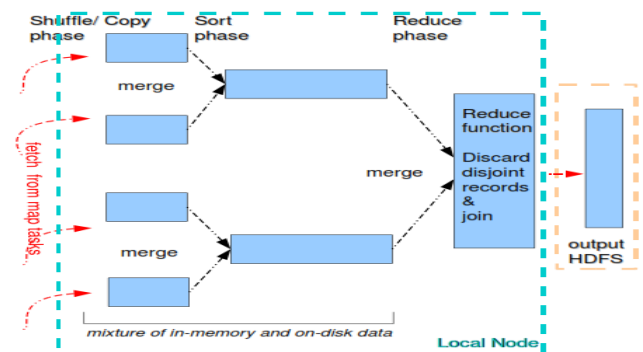 Shuffle/ Copy
phase
Sort
phase
Reduce
phase
merge
fetch from map tasks
merge
merge
Reduce
function
Discard
disjoint
records
&
join
output
HDFS
mixture of in-memory and on-disk data
Local Node